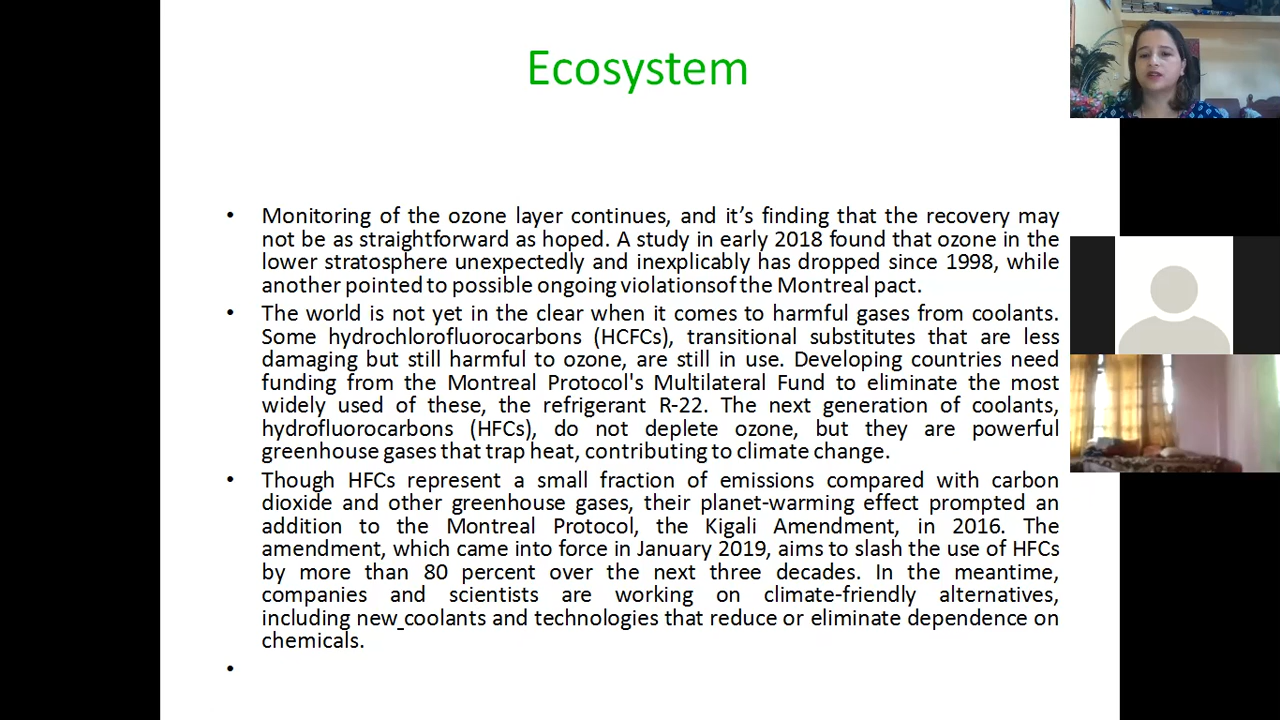 Ecosystem
• Monitoring of the ozone layer continues, and it’s finding that the recovery may
not be as straightforward as hoped. A study in early 2018 found that ozone in the
lower stratosphere unexpectedly and inexplicably has dropped since 1998, while
another pointed to possible ongoing violationsof the Montreal pact.
• The world is not yet in the clear when it comes to harmful gases from coolants.
Some hydrochlorofluorocarbons (HCFCs), transitional substitutes that are less
damaging but still harmful to ozone, are still in use. Developing countries need
funding from the Montreal Protocol's Multilateral Fund to eliminate the most
widely used of these, the refrigerant R-22. The next generation of coolants,
hydrofluorocarbons (HFCs), do not deplete ozone, but they are powerful
greenhouse gases that trap heat, contributing to climate change.
• Though HFCs represent a small fraction of emissions compared with carbon
dioxide and other greenhouse gases, their planet-warming effect prompted an
addition to the Montreal Protocol, the Kigali Amendment, in 2016. The
amendment, which came into force in January 2019, aims to slash the use of HFCs
by more than 80 percent over the next three decades. In the meantime,
companies and scientists are working on climate-friendly alternatives,
including new coolants and technologies that reduce or eliminate dependence on
chemicals.
•